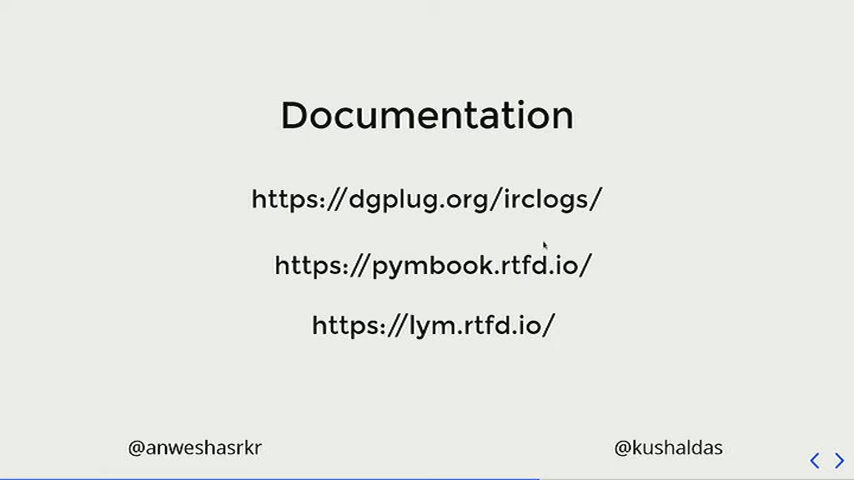 Documentation
https://dgplug.org/irclogs/
https://pymbook.rtfd.io/
https://lym.rtfd.io/
@anweshasrkr
@kushaldas